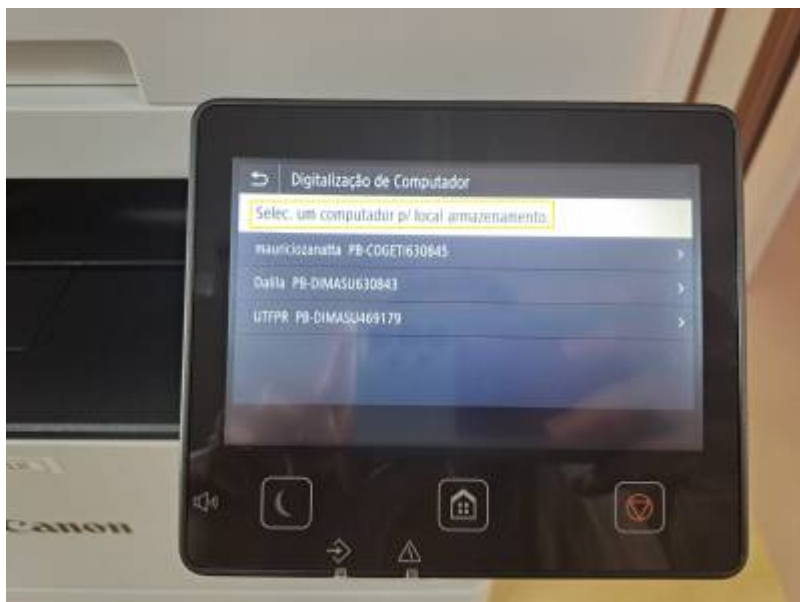 Digitalização de Computador
Selec. um computador p/ local armazenamento.
mauriciozanatta PB-COGETI630845
Dalila PB-DIMASU630843
UTFPR PB-DIMASU469179
Canon